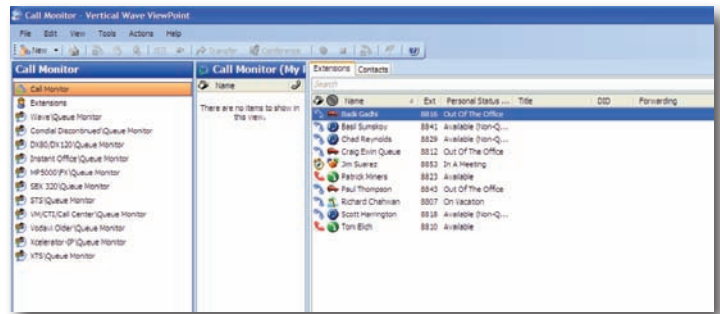 Call Monitor - Vertical Wave ViewPoint
File Edit View Tools Actions Help
New Transfer Conference
Call Monitor
Call Monitor
Extensions
Wave\Queue Monitor
Comdial Discontinued\Queue Monitor
DX80/DX120\Queue Monitor
Instant Office\Queue Monitor
MP5000\FX\Queue Monitor
SBX 320\Queue Monitor
STS\Queue Monitor
VM/CTI/Call Center\Queue Monitor
Vodavi Older\Queue Monitor
Xcelerator-IP\Queue Monitor
XTS\Queue Monitor
Call Monitor (My
Name
There are no items to show in
this view.
Extensions Contacts
Search
Name Ext Personal Status ... Title DID Forwarding
Badi Gadhi 8816 Out Of The Office
Basil Sumskoy 8841 Available (Non-Q...
Chad Reynolds 8829 Available (Non-Q...
Craig Ewin Queue 8812 Out Of The Office
Jim Suarez 8853 In A Meeting
Patrick Miners 8823 Available
Paul Thompson 8843 Out Of The Office
Richard Chahwan 8807 On Vacation
Scott Herrington 8818 Available (Non-Q...
Tom Eich 8810 Available